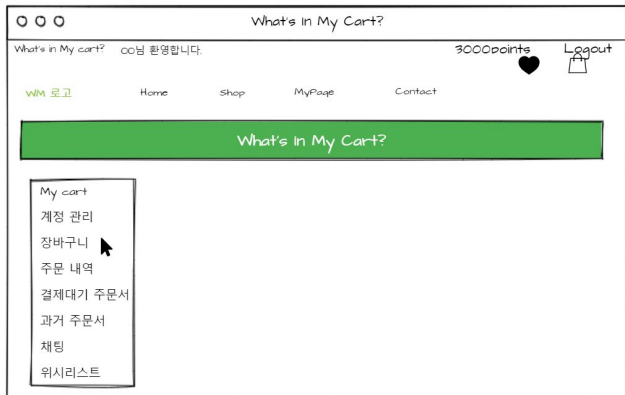 What's In My Cart?
What's in My cart? OO님 환영합니다. 3000points Logout
WM 로고 Home Shop MyPage Contact
What's In My Cart?
My cart
계정 관리
장바구니
주문 내역
결제대기 주문서
과거 주문서
채팅
위시리스트